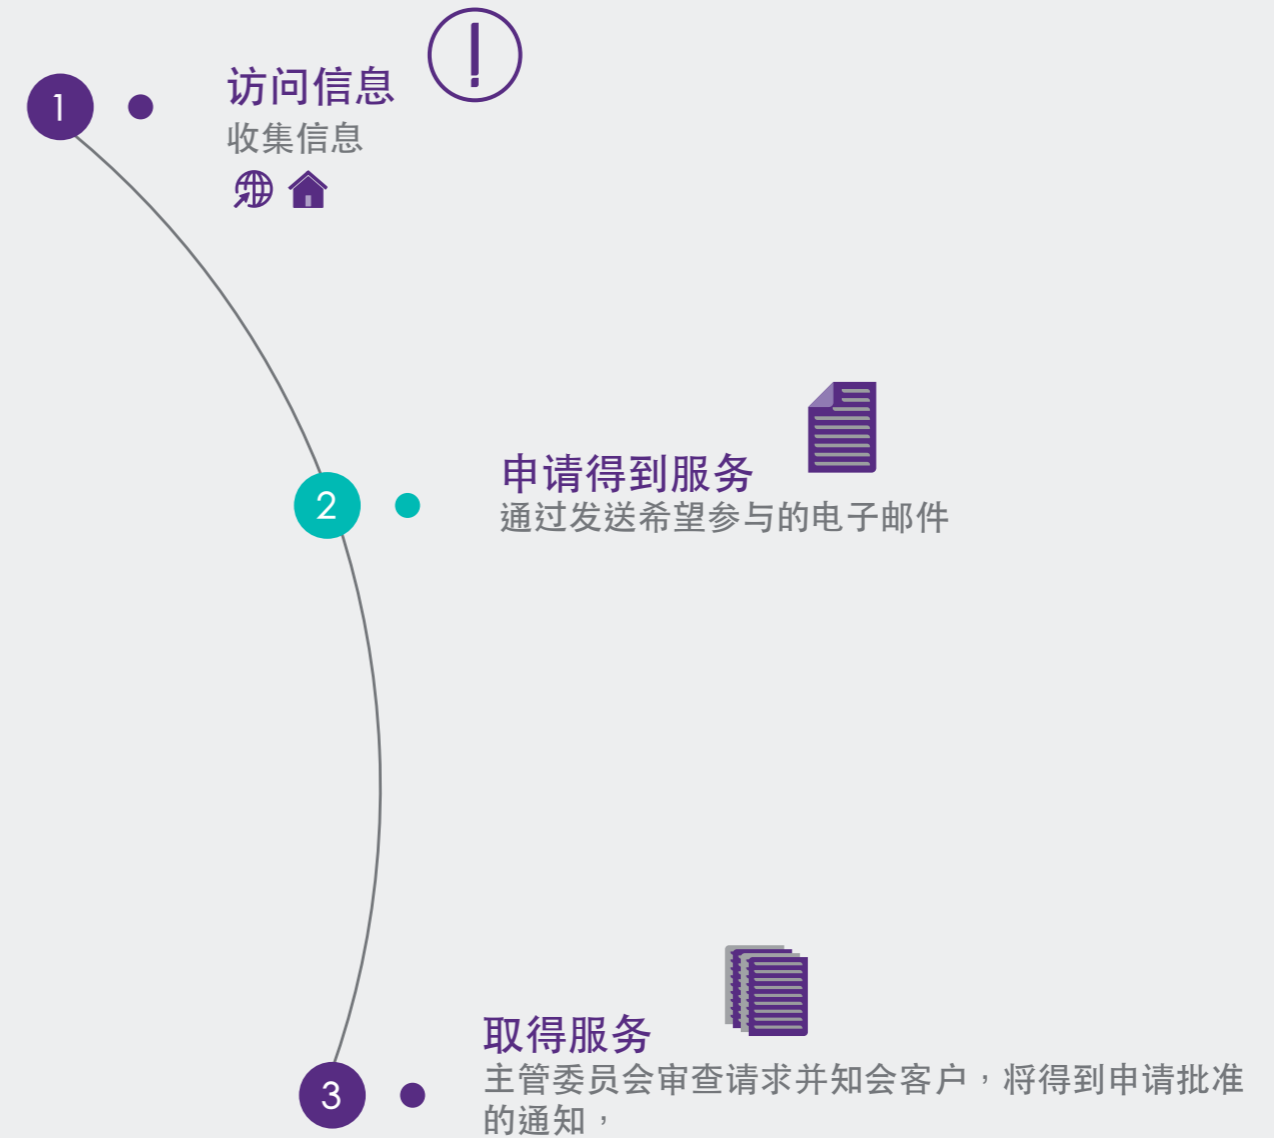 1
访问信息
收集信息
2
申请得到服务
通过发送希望参与的电子邮件
3
取得服务
主管委员会审查请求并知会客户，将得到申请批准
的通知，